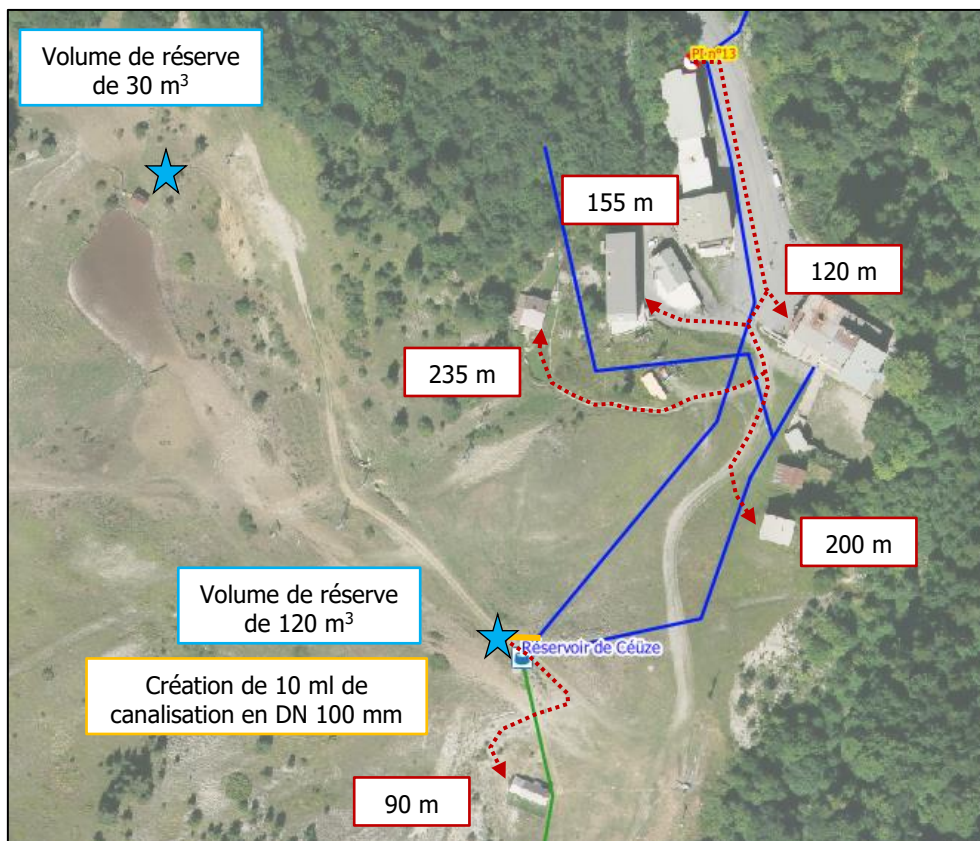 Volume de réserve
de 30 m³
PI n°13
155 m
120 m
235 m
200 m
Volume de réserve
de 120 m³
Réservoir de Céüze
Création de 10 ml de
canalisation en DN 100 mm
90 m